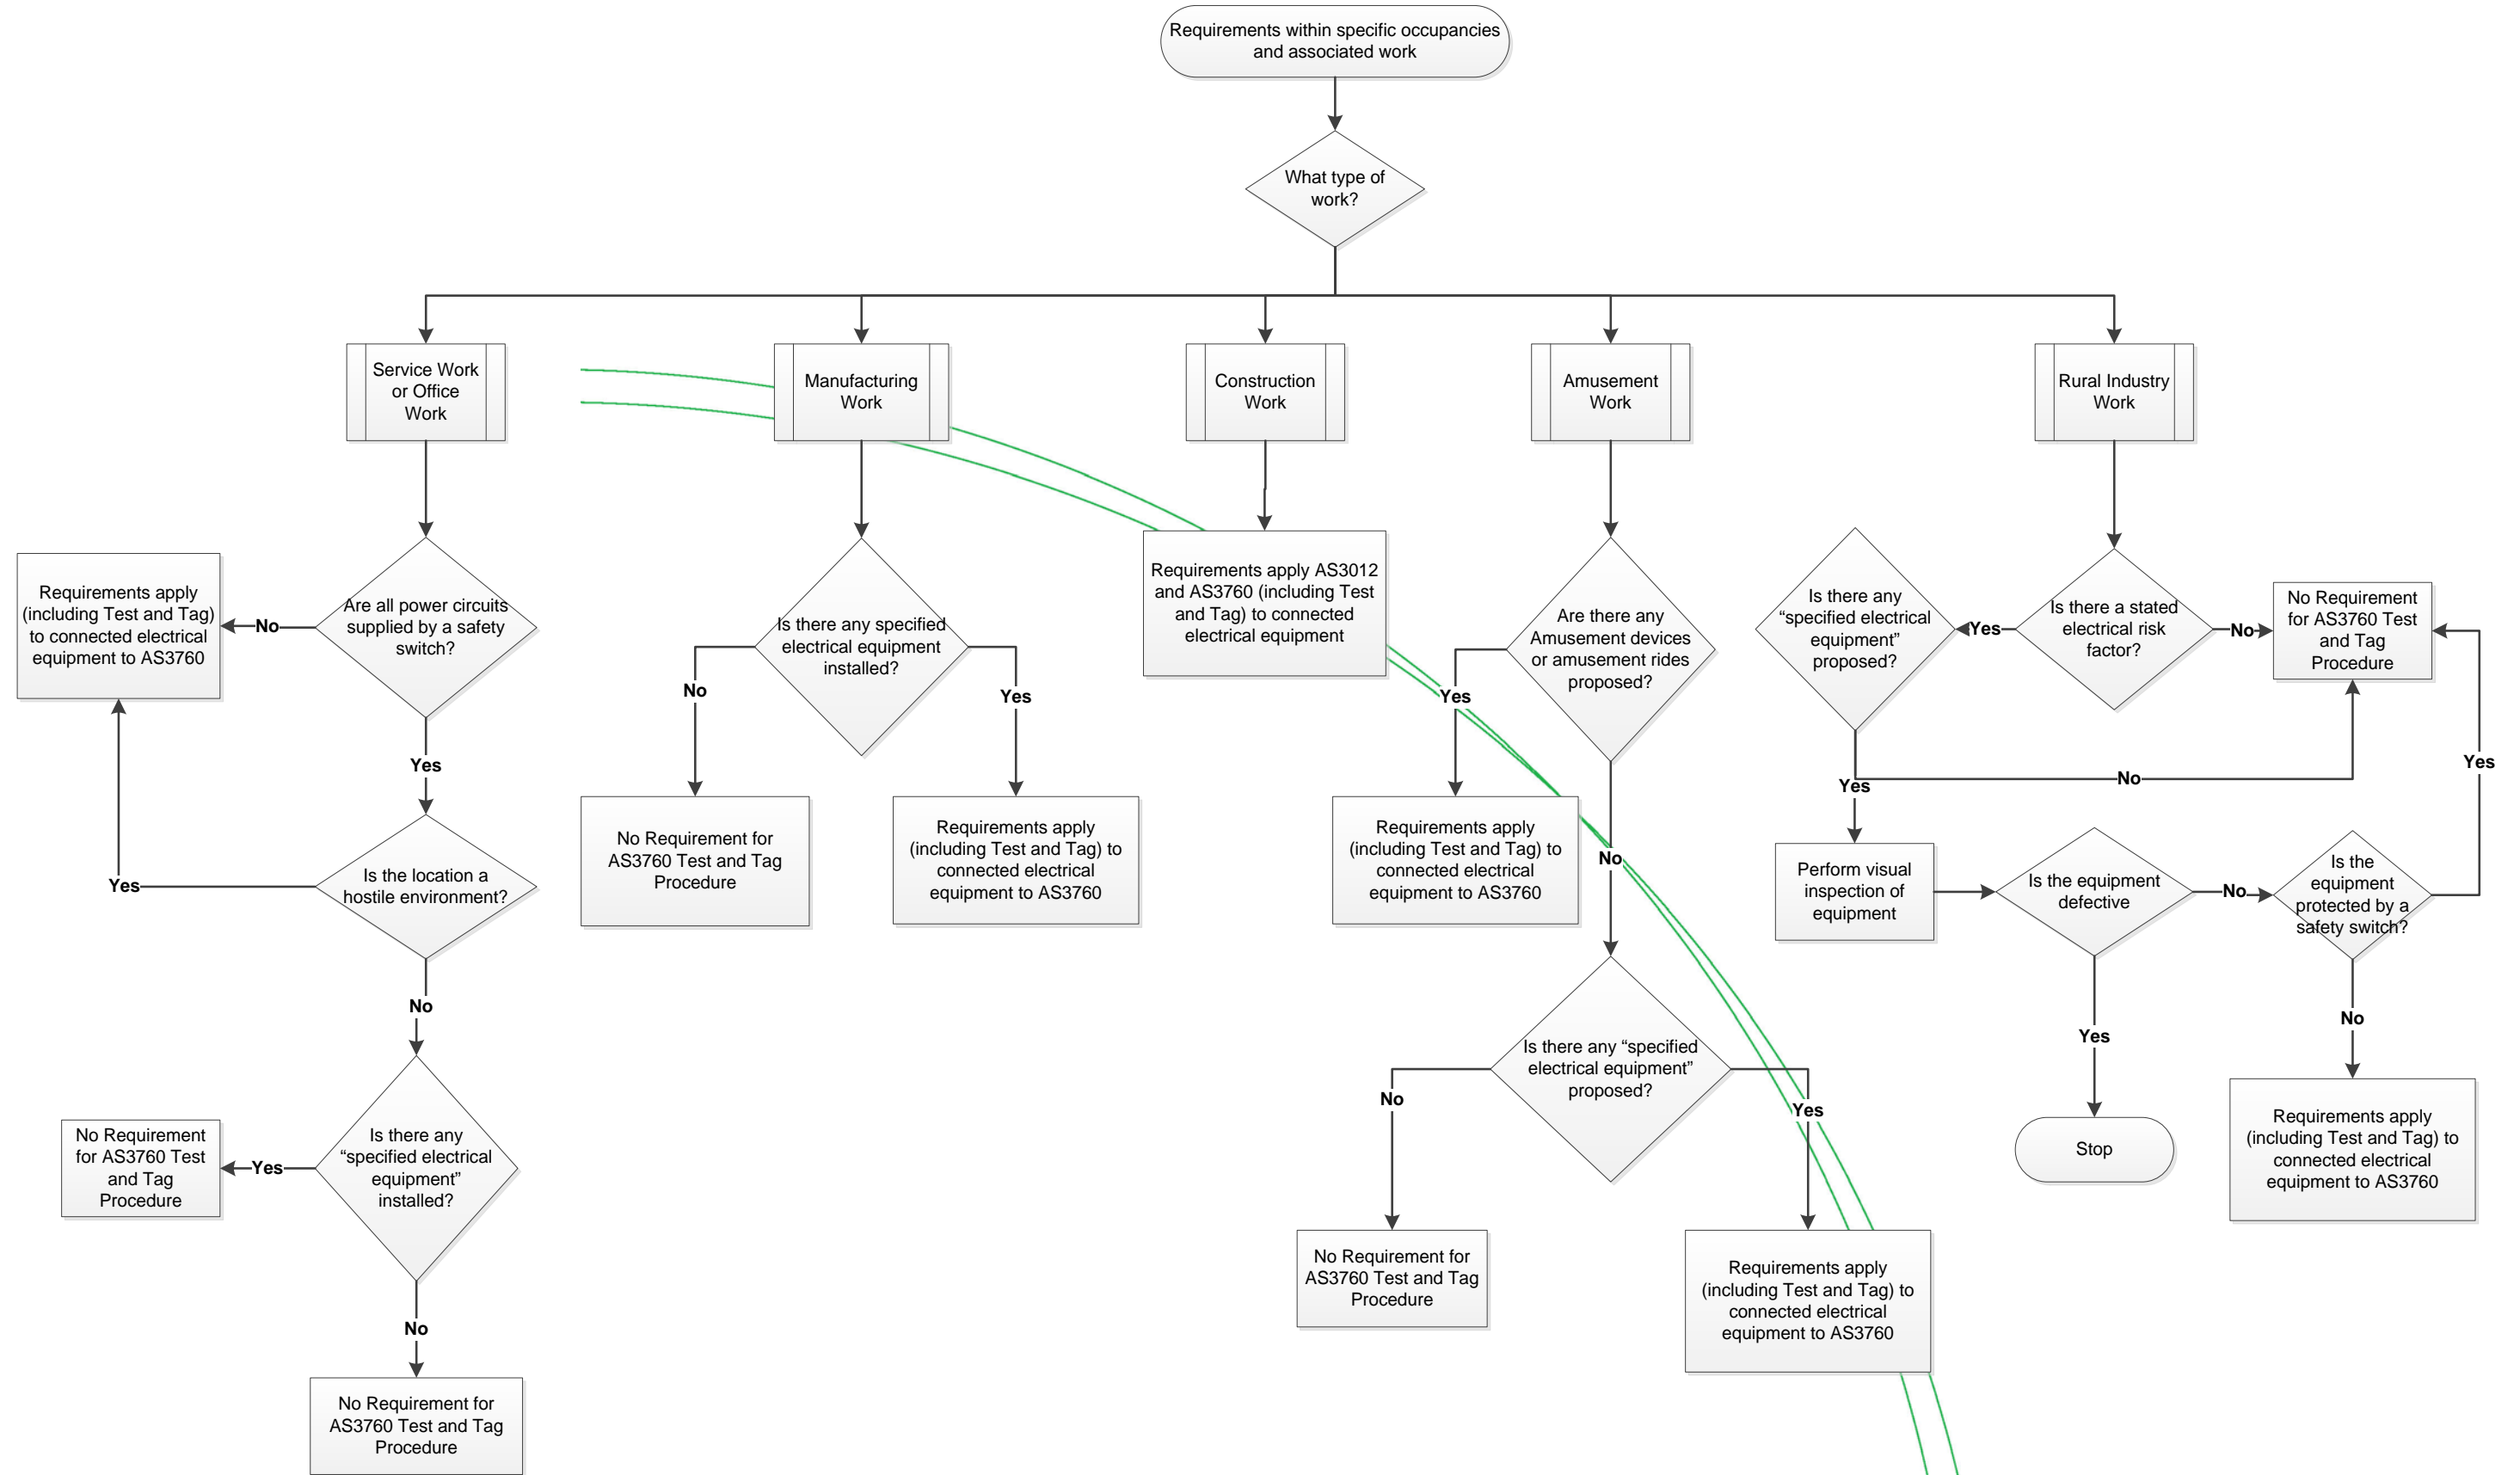 Requirements within specific occupancies
and associated work
What type of
work?
Service Work
or Office
Work
Manufacturing
Work
Construction
Work
Amusement
Work
Rural Industry
Work
Requirements apply
(including Test and Tag)
to connected electrical
equipment to AS3760
No
Are all power circuits
supplied by a safety
switch?
Yes
Is the location a
hostile environment?
Yes
No
Is there any
“specified electrical
equipment”
installed?
Yes
No Requirement
for AS3760 Test
and Tag
Procedure
No
No Requirement for
AS3760 Test and Tag
Procedure
Is there any specified
electrical equipment
installed?
No
Yes
No Requirement for
AS3760 Test and Tag
Procedure
Requirements apply
(including Test and Tag) to
connected electrical
equipment to AS3760
Requirements apply AS3012
and AS3760 (including Test
and Tag) to connected
electrical equipment
Are there any
Amusement devices
or amusement rides
proposed?
Yes
Requirements apply
(including Test and Tag) to
connected electrical
equipment to AS3760
No
Is there any “specified
electrical equipment”
proposed?
No
Yes
No Requirement for
AS3760 Test and Tag
Procedure
Requirements apply
(including Test and Tag) to
connected electrical
equipment to AS3760
Is there any
“specified electrical
equipment”
proposed?
Yes
Is there a stated
electrical risk
factor?
No
No Requirement
for AS3760 Test
and Tag
Procedure
No
Yes
Yes
Perform visual
inspection of
equipment
Is the equipment
defective
No
Is the
equipment
protected by a
safety switch?
Yes
Stop
No
Requirements apply
(including Test and Tag) to
connected electrical
equipment to AS3760